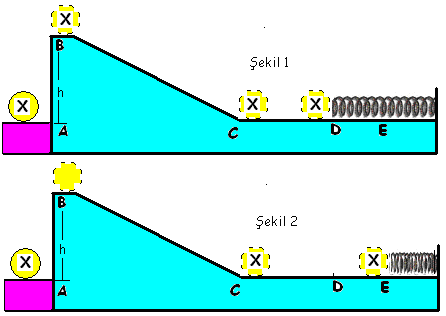 X
B
Şekil 1
h
X X X
A C D E
B
Şekil 2
h
X X X
A C D E